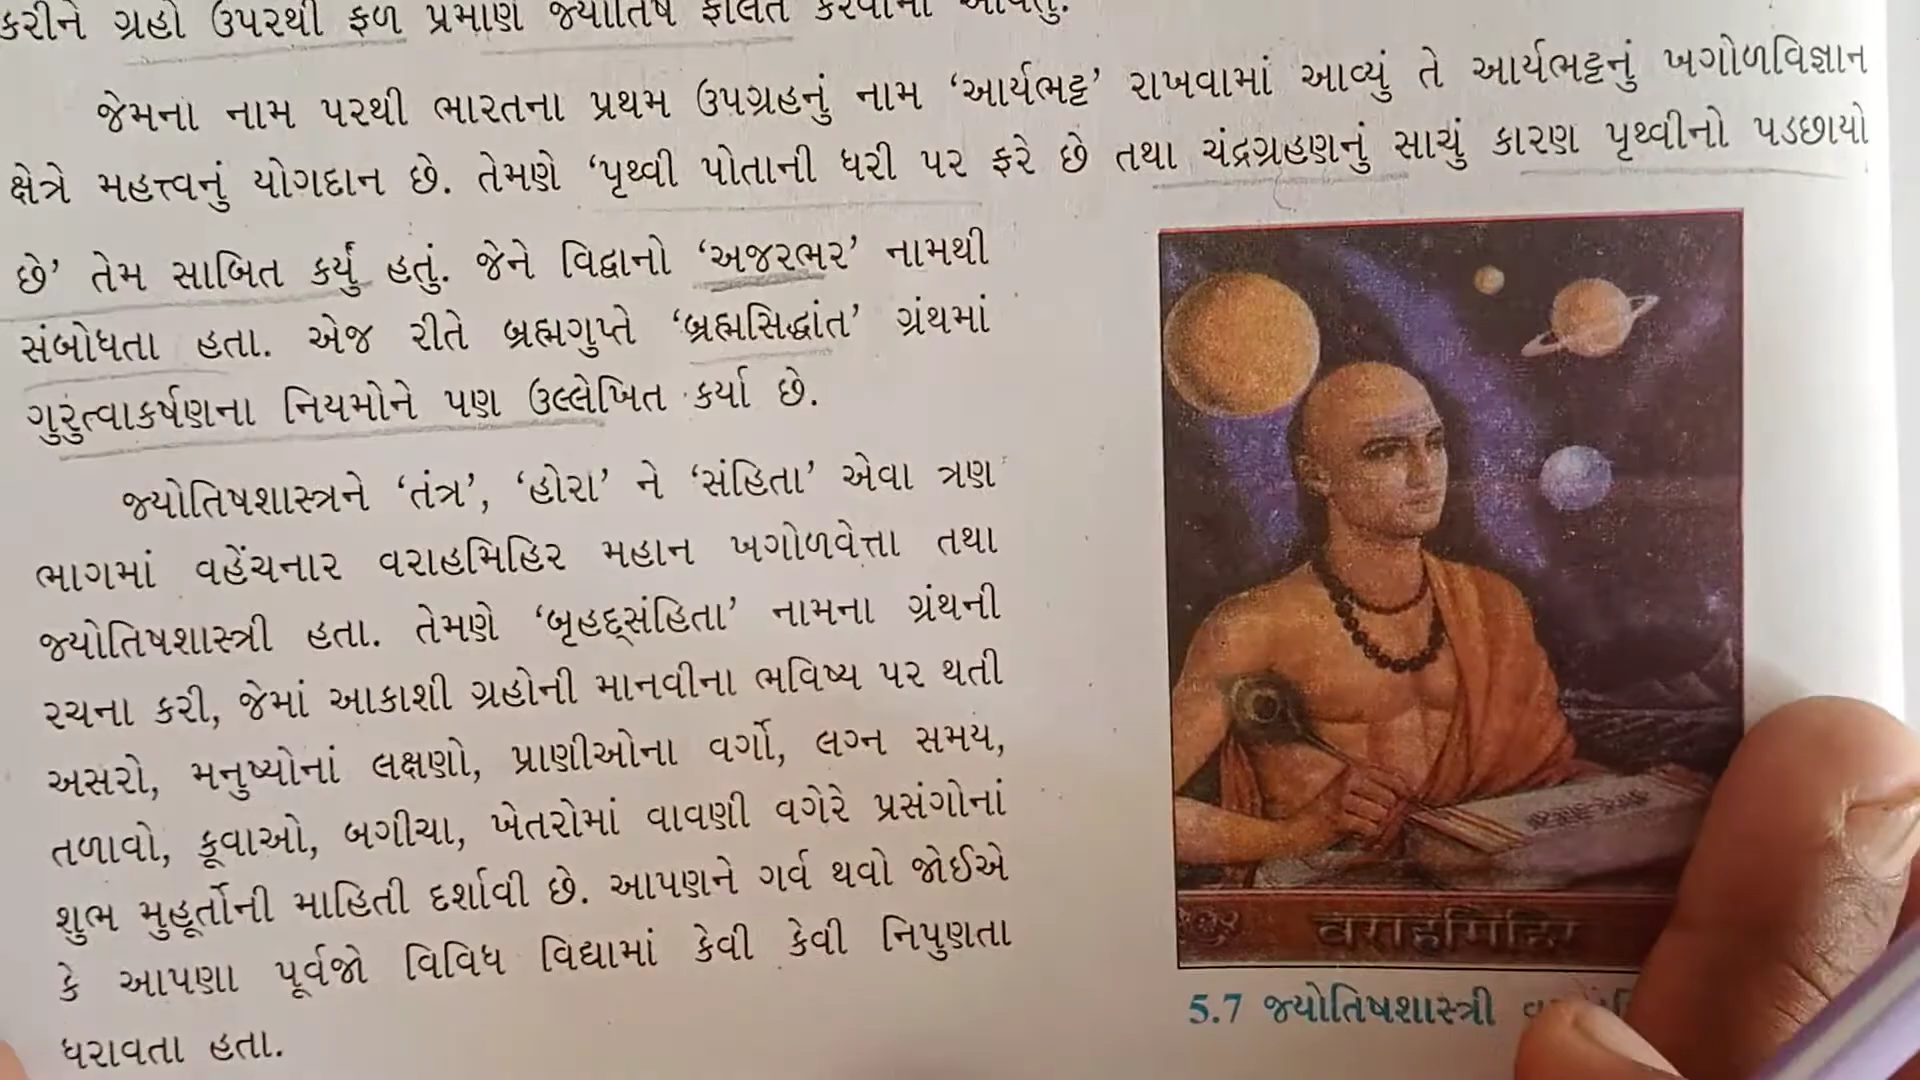 કરીને ગ્રહો ઉપરથી ફળ પ્રમાણે જ્યોતિષ ફલિત કરવામાં આવતું.
જેમના નામ પરથી ભારતના પ્રથમ ઉપગ્રહનું નામ ‘આર્યભટ્ટ’ રાખવામાં આવ્યું તે આર્યભટ્ટનું ખગોળવિજ્ઞાન
ક્ષેત્રે મહત્ત્વનું યોગદાન છે. તેમણે ‘પૃથ્વી પોતાની ધરી પર ફરે છે તથા ચંદ્રગ્રહણનું સાચું કારણ પૃથ્વીનો પડછાયો
છે’ તેમ સાબિત કર્યું હતું. જેને વિદ્વાનો ‘અજરભર’ નામથી
સંબોધતા હતા. એજ રીતે બ્રહ્મગુપ્તે ‘બ્રહ્મસિદ્ધાંત’ ગ્રંથમાં
ગુરુત્વાકર્ષણના નિયમોને પણ ઉલ્લેખિત કર્યા છે.
જ્યોતિષશાસ્ત્રને ‘તંત્ર’, ‘હોરા’ ને ‘સંહિતા’ એવા ત્રણ
ભાગમાં વહેંચનાર વરાહમિહિર મહાન ખગોળવેત્તા તથા
જ્યોતિષશાસ્ત્રી હતા. તેમણે ‘બૃહદ્સંહિતા’ નામના ગ્રંથની
રચના કરી, જેમાં આકાશી ગ્રહોની માનવીના ભવિષ્ય પર થતી
અસરો, મનુષ્યોનાં લક્ષણો, પ્રાણીઓના વર્ગો, લગ્ન સમય,
તળાવો, કૂવાઓ, બગીચા, ખેતરોમાં વાવણી વગેરે પ્રસંગોનાં
શુભ મુહૂર્તોની માહિતી દર્શાવી છે. આપણને ગર્વ થવો જોઈએ
કે આપણા પૂર્વજો વિવિધ વિદ્યામાં કેવી કેવી નિપુણતા
ધરાવતા હતા.
वराहमिहिर
5.7 જ્યોતિષશાસ્ત્રી